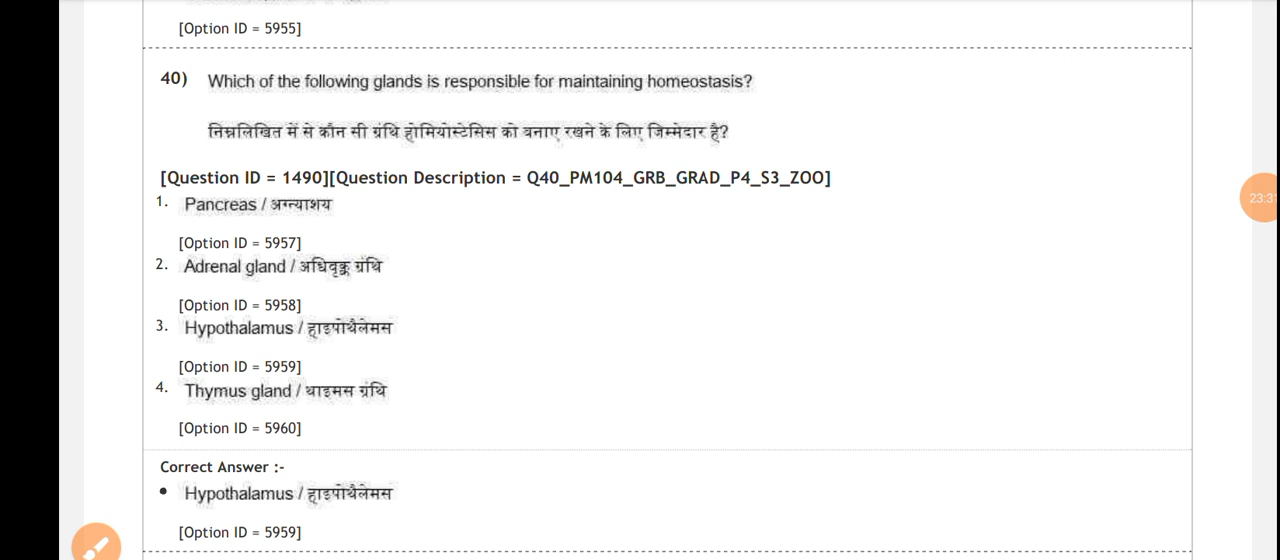 [Option ID = 5955]
40) Which of the following glands is responsible for maintaining homeostasis?
निम्नलिखित में से कौन सी ग्रंथि होमियोस्टेसिस को बनाए रखने के लिए जिम्मेदार है?
[Question ID = 1490][Question Description = Q40_PM104_GRB_GRAD_P4_S3_ZOO]
1. Pancreas / अग्न्याशय
[Option ID = 5957]
2. Adrenal gland / अधिवृक्क ग्रंथि
[Option ID = 5958]
3. Hypothalamus / हाइपोथैलेमस
[Option ID = 5959]
4. Thymus gland / थाइमस ग्रंथि
[Option ID = 5960]
Correct Answer :-
• Hypothalamus / हाइपोथैलेमस
[Option ID = 5959]